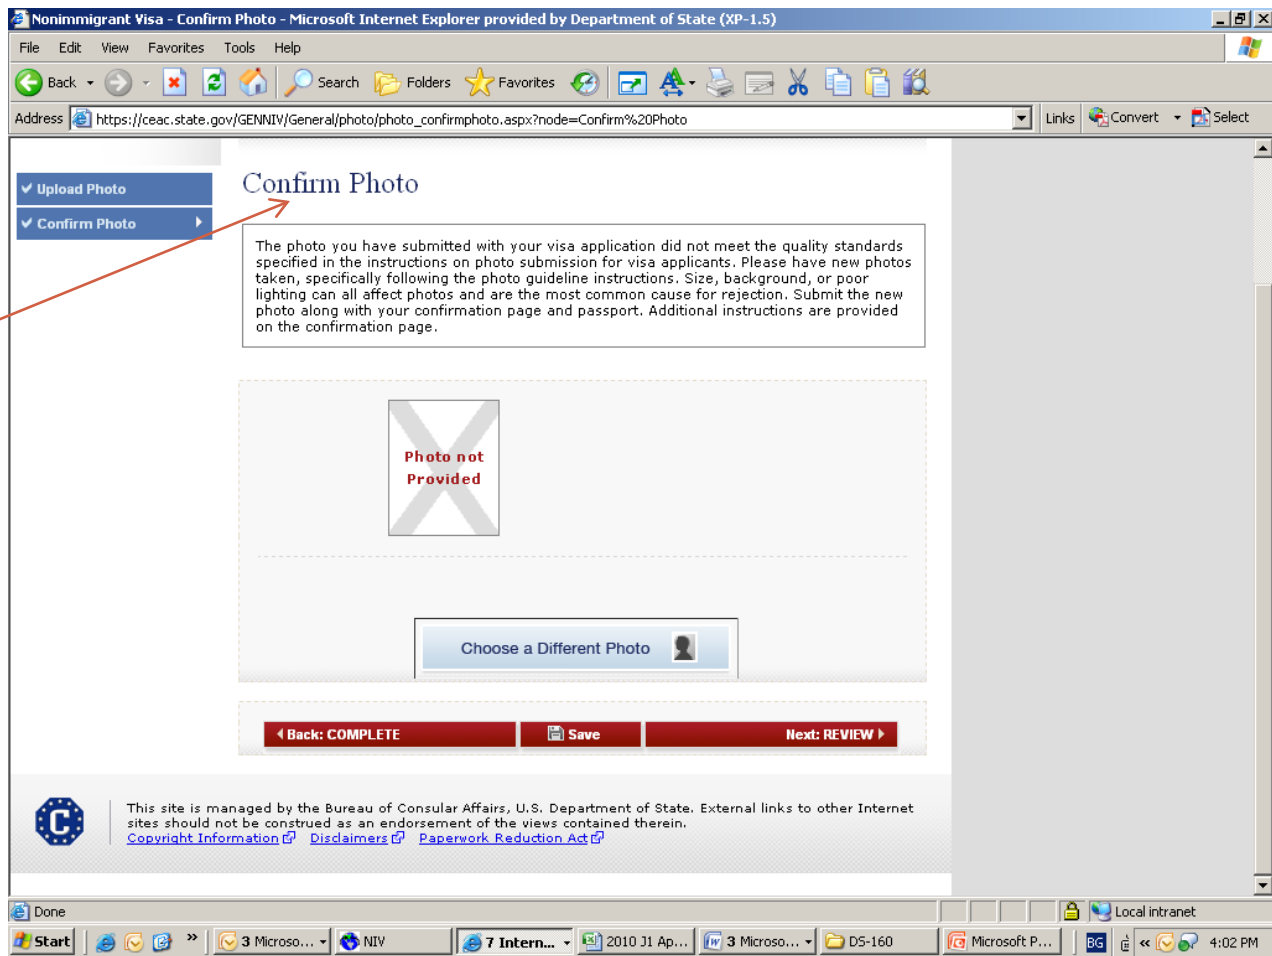 Nonimmigrant Visa - Confirm Photo - Microsoft Internet Explorer provided by Department of State (XP-1.5)
File Edit View Favorites Tools Help
Back Search Folders Favorites
Address https://ceac.state.gov/GENNIV/General/photo/photo_confirmphoto.aspx?node=Confirm%20Photo Links Convert Select
Upload Photo
Confirm Photo
Confirm Photo
The photo you have submitted with your visa application did not meet the quality standards
specified in the instructions on photo submission for visa applicants. Please have new photos
taken, specifically following the photo guideline instructions. Size, background, or poor
lighting can all affect photos and are the most common cause for rejection. Submit the new
photo along with your confirmation page and passport. Additional instructions are provided
on the confirmation page.
Photo not
Provided
Choose a Different Photo
Back: COMPLETE Save Next: REVIEW
C
This site is managed by the Bureau of Consular Affairs, U.S. Department of State. External links to other Internet
sites should not be construed as an endorsement of the views contained therein.
Copyright Information Disclaimers Paperwork Reduction Act
Done Local intranet
Start » 3 Microso... NIV 7 Intern... 2010 J1 Ap... 3 Microso... DS-160 Microsoft P... BG « 4:02 PM